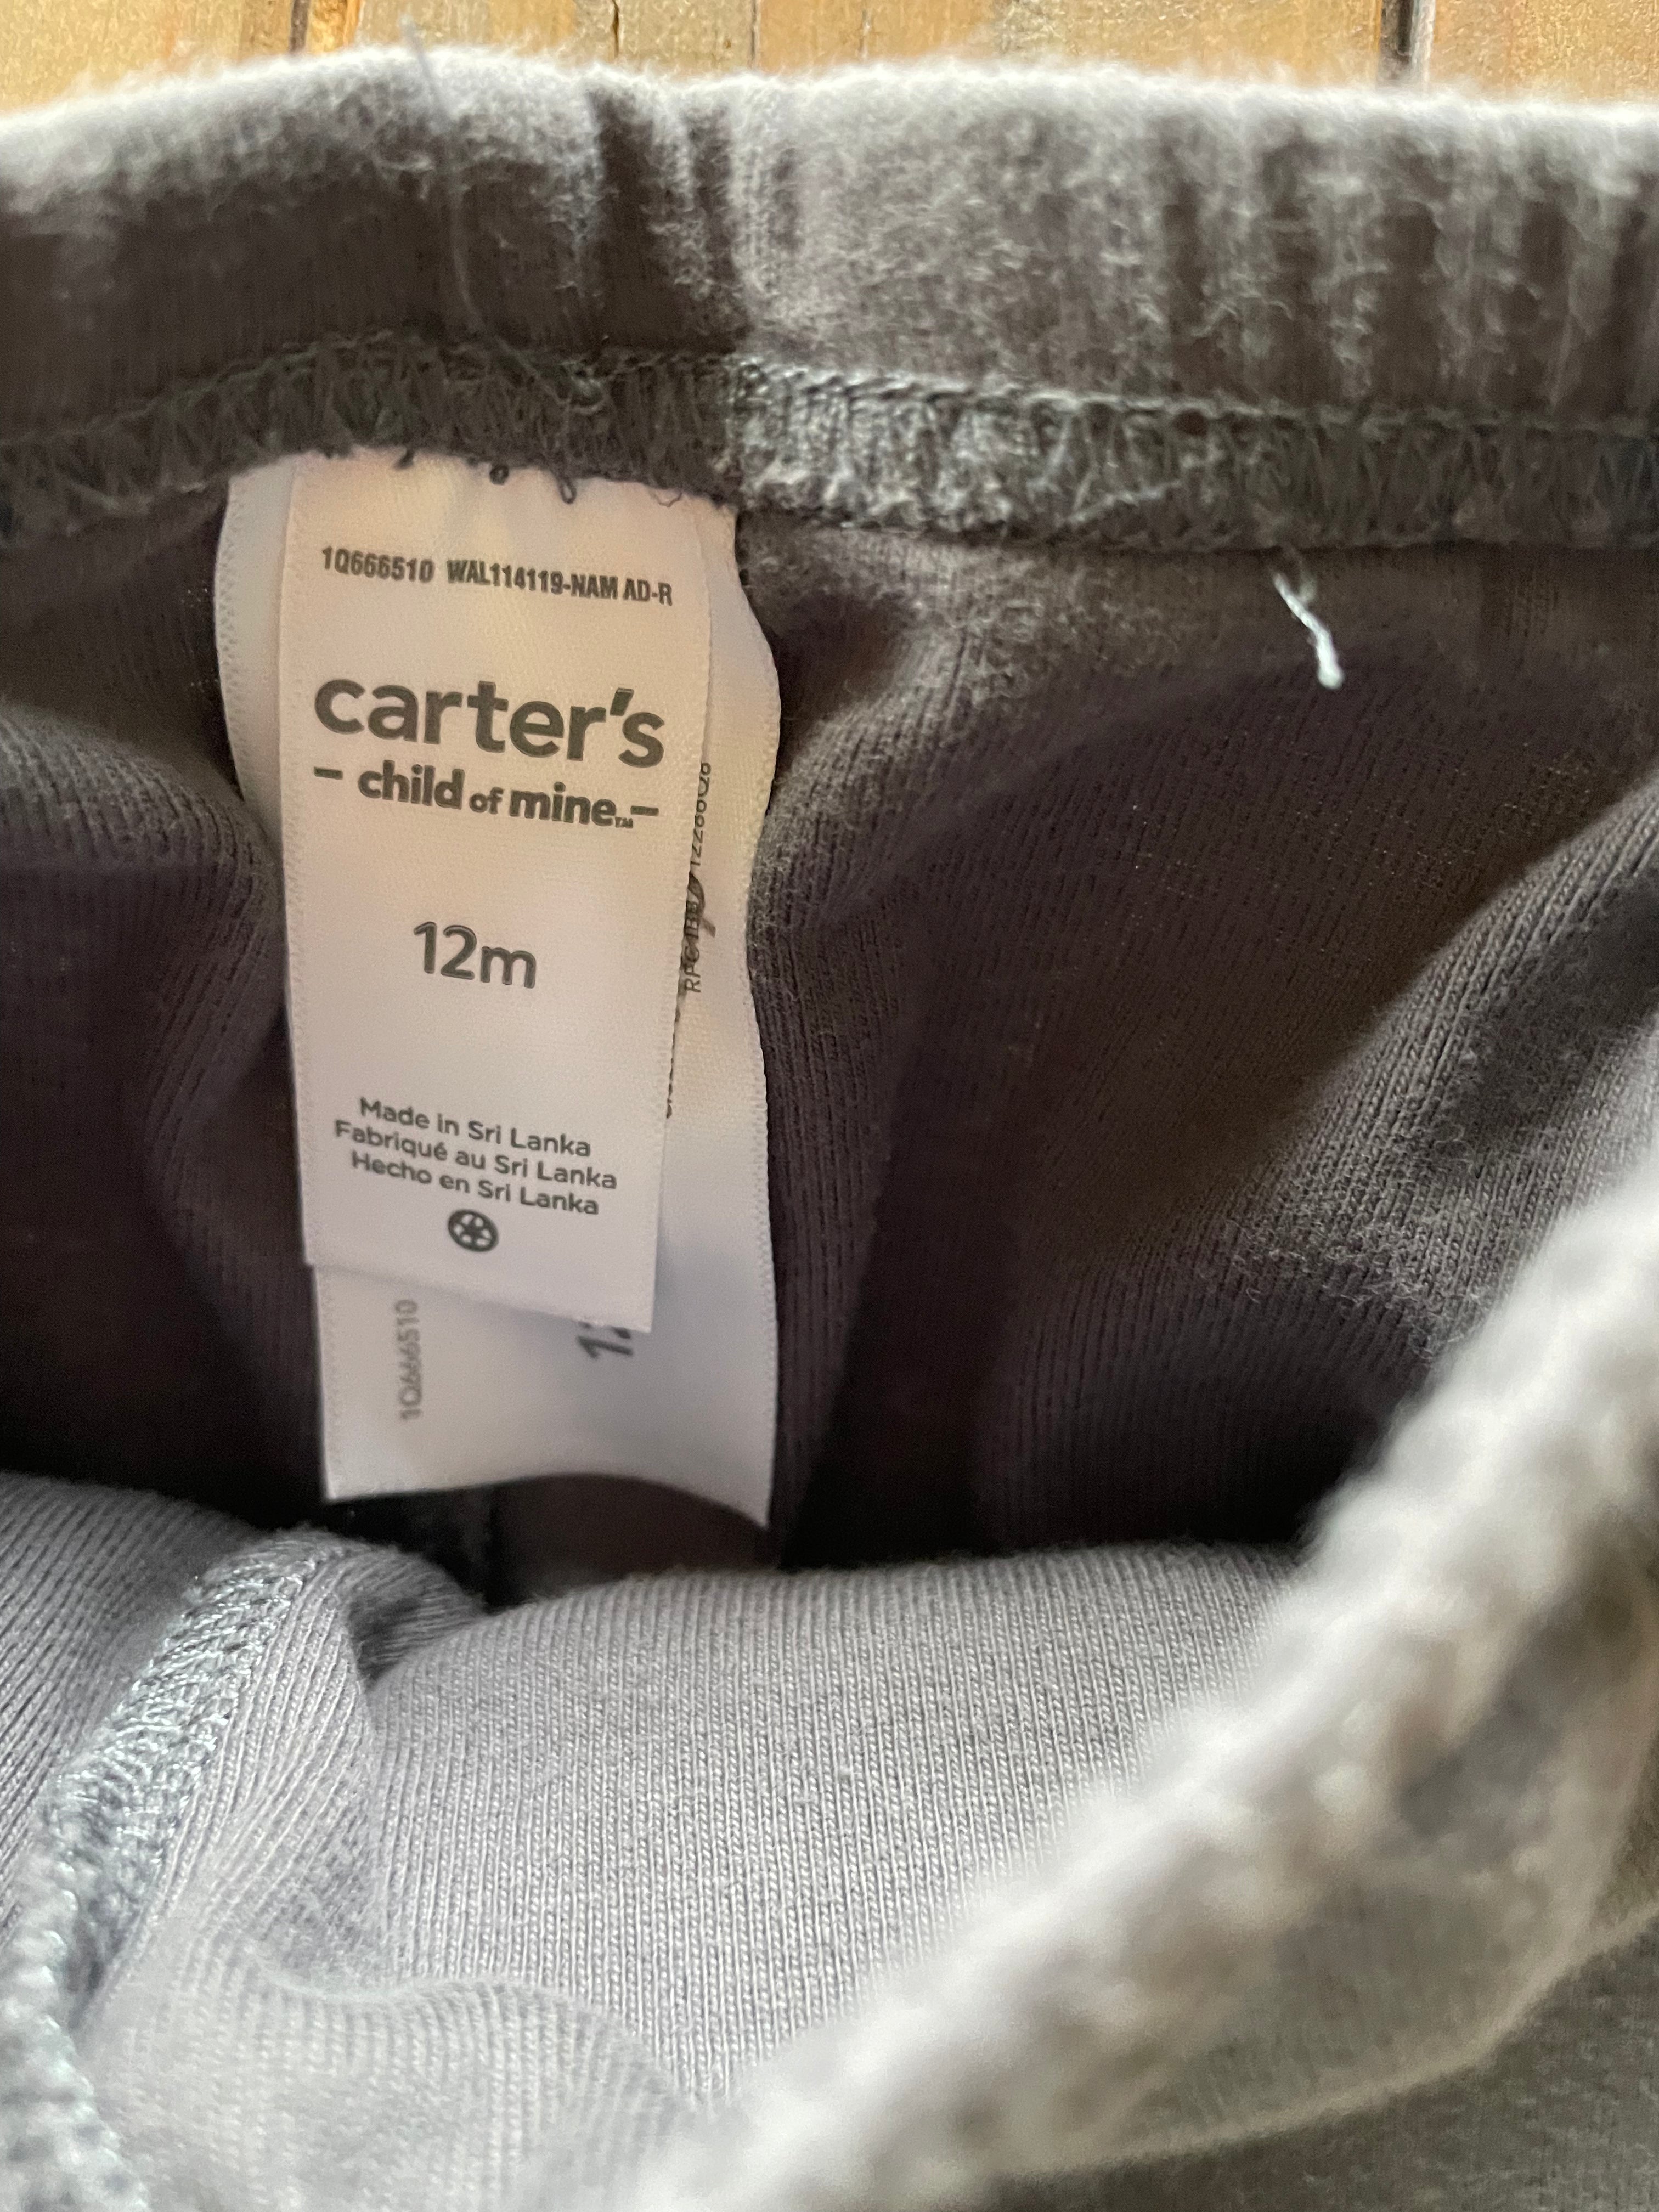 1Q666510 WAL114119-NAM AD-R
carter's
- child of mine™ -
12m
Made in Sri Lanka
Fabriqué au Sri Lanka
Hecho en Sri Lanka
1Q666510